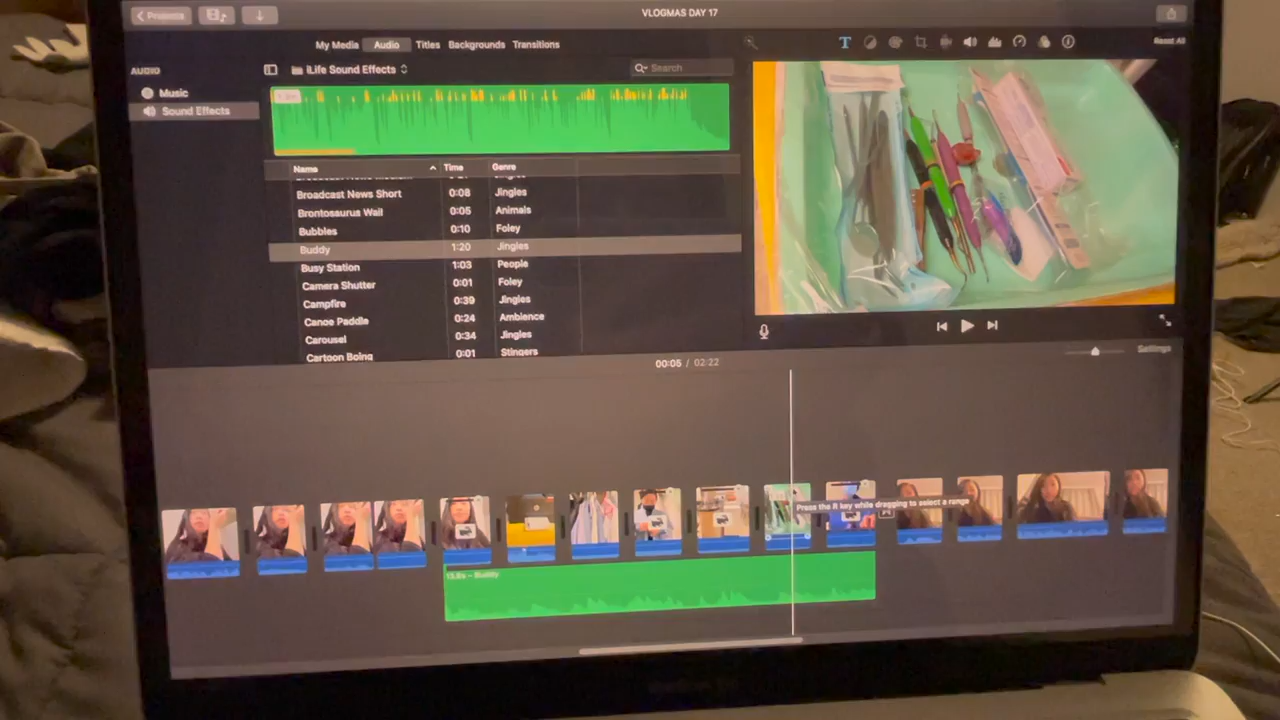 Projects
VLOGMAS DAY 17
My Media Audio Titles Backgrounds Transitions
Reset All
AUDIO
iLife Sound Effects
Search
Music
Sound Effects
Name Time Genre
Broadcast News Short 0:08 Jingles
Brontosaurus Wail 0:05 Animals
Bubbles 0:10 Foley
Buddy 1:20 Jingles
Busy Station 1:03 People
Camera Shutter 0:01 Foley
Campfire 0:39 Jingles
Canoe Paddle 0:24 Ambience
Carousel 0:34 Jingles
Cartoon Boing 0:01 Stingers
00:05 / 02:22
Settings
Press the R key while dragging to select a range
13.8s – Buddy